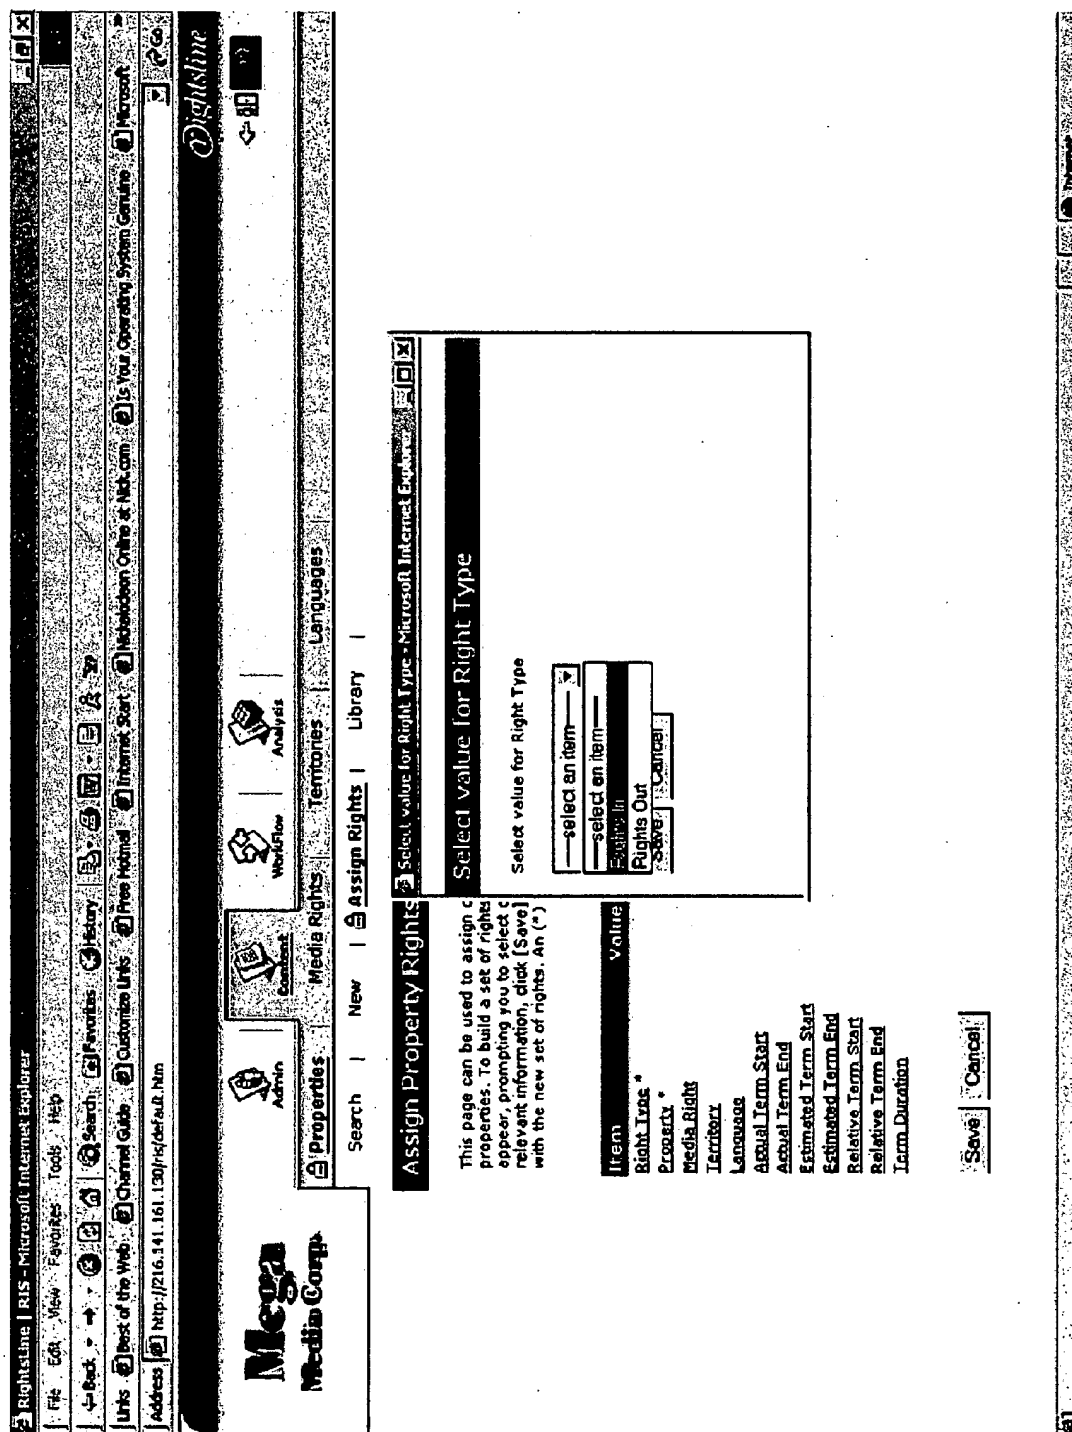 RightsLine | RIS - Microsoft Internet Explorer
File Edit View Favorites Tools Help
Back Search Favorites History
Links Best of the Web Channel Guide Customize Links Free Hotmail Internet Start Nickelodeon Online at Nick.com Is Your Operating System Genuine Microsoft »
Address http://216.141.161.130/ris/default.htm Go
Rightsline
Mega
Media Corp.
Admin Content WorkFlow Analysis
Properties Media Rights Territories Languages
Search | New | Assign Rights | Library |
Assign Property Rights
This page can be used to assign
properties. To build a set of rights
appear, prompting you to select
relevant information, click [Save]
with the new set of rights. An (*)
Item Value
Right Type *
Property *
Media Right
Territory
Language
Actual Term Start
Actual Term End
Estimated Term Start
Estimated Term End
Relative Term Start
Relative Term End
Term Duration
Save Cancel
Select value for Right Type - Microsoft Internet Explorer
Select value for Right Type
Select value for Right Type
----select an item----
----select an item----
Rights Out
Save Cancel
Internet